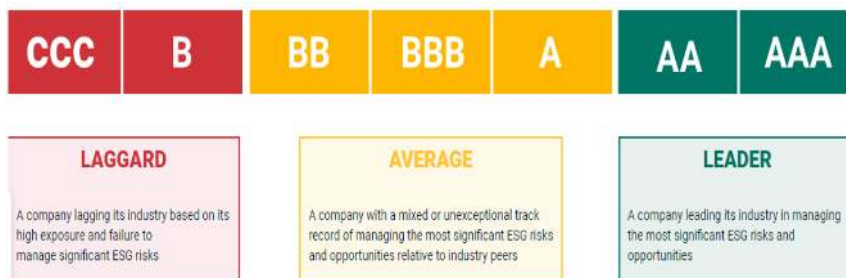 CCC B BB BBB A AA AAA
LAGGARD
A company lagging its industry based on its
high exposure and failure to
manage significant ESG risks
AVERAGE
A company with a mixed or unexceptional track
record of managing the most significant ESG risks
and opportunities relative to industry peers
LEADER
A company leading its industry in managing
the most significant ESG risks and
opportunities